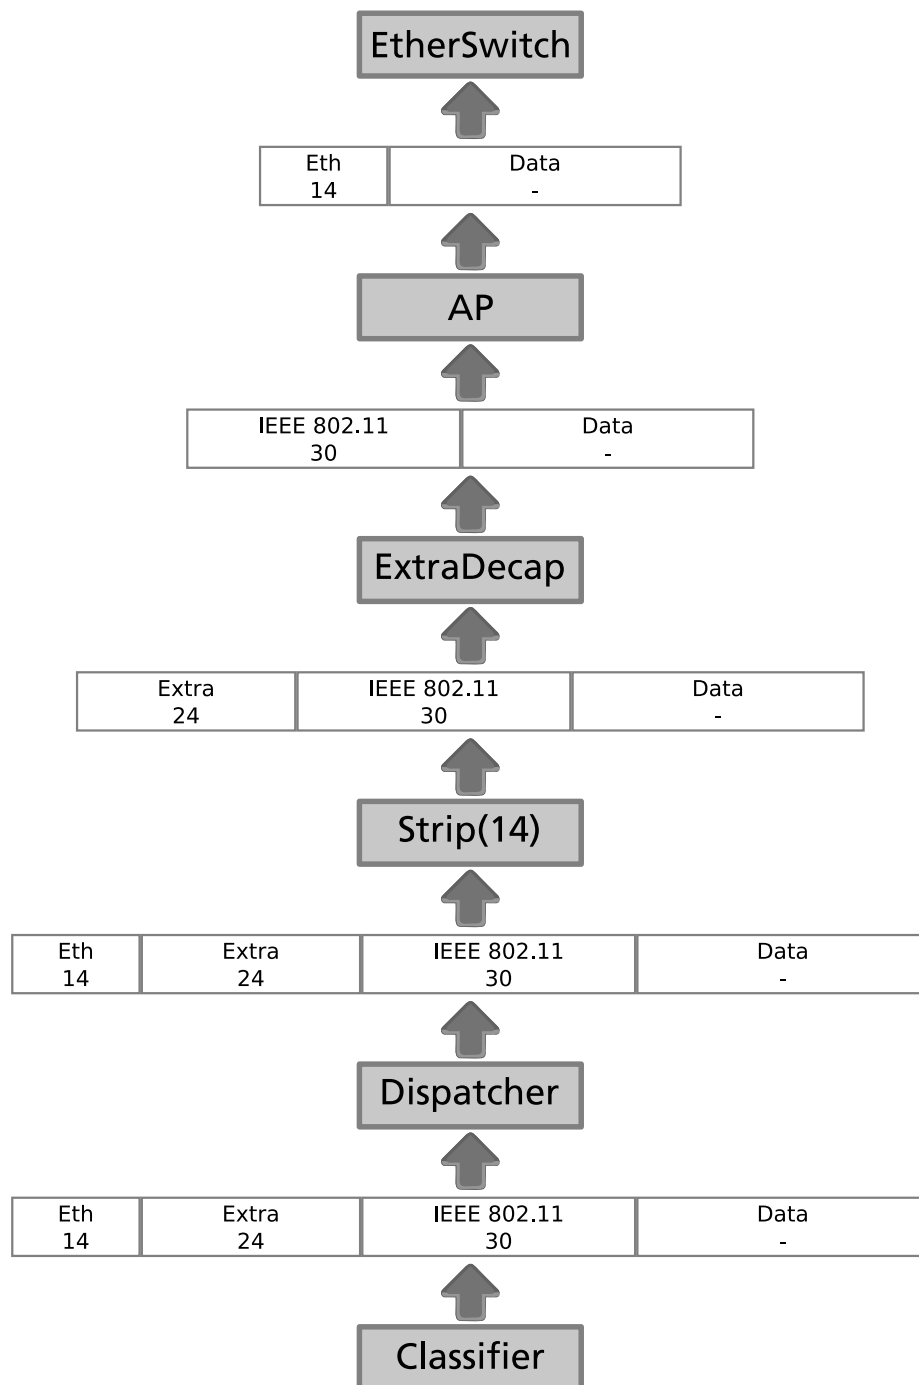 EtherSwitch
Eth Data
14 -
AP
IEEE 802.11 Data
30 -
ExtraDecap
Extra IEEE 802.11 Data
24 30 -
Strip(14)
Eth Extra IEEE 802.11 Data
14 24 30 -
Dispatcher
Eth Extra IEEE 802.11 Data
14 24 30 -
Classifier